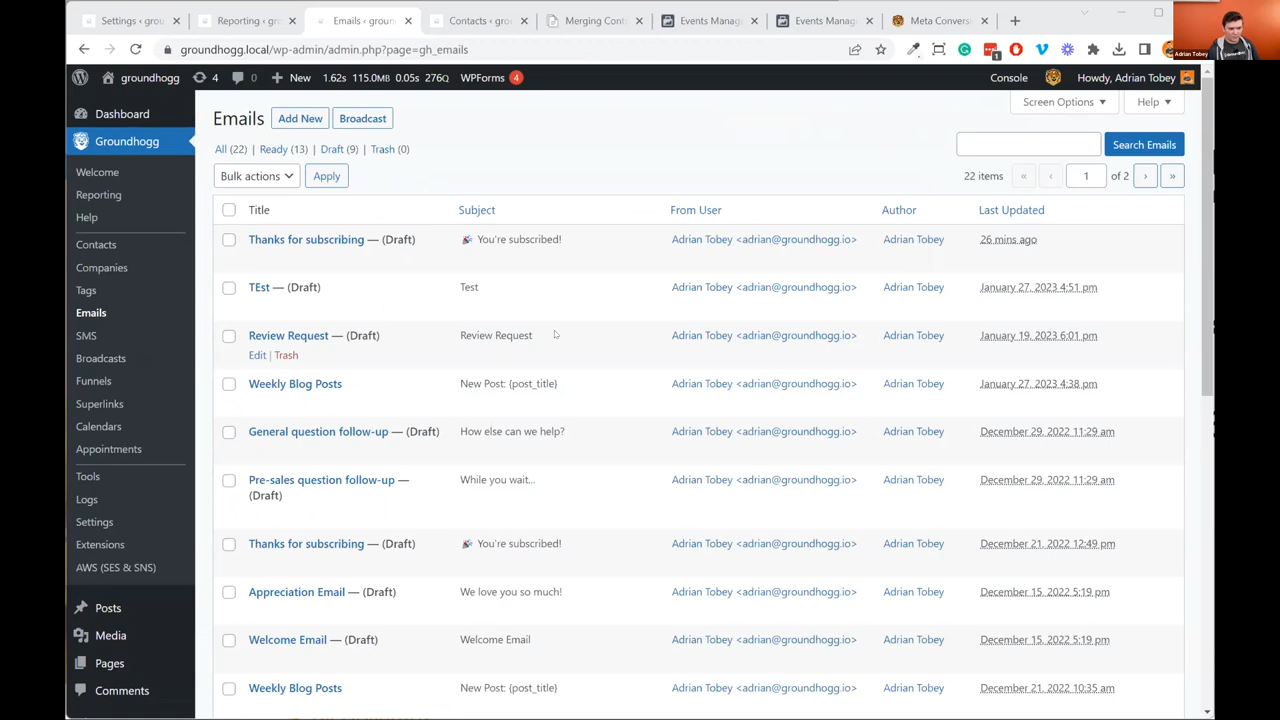 Settings ‹ grou
Reporting ‹ gr
Emails ‹ groun
Contacts ‹ gro
Merging Cont
Events Manag
Events Manag
Meta Convers
groundhogg.local/wp-admin/admin.php?page=gh_emails
1
Adrian Tobey
groundhogg
4
0
New
1.62s 115.0MB 0.05s 276Q
WPForms 4
Console
Howdy, Adrian Tobey
Dashboard
Groundhogg
Welcome
Reporting
Help
Contacts
Companies
Tags
Emails
SMS
Broadcasts
Funnels
Superlinks
Calendars
Appointments
Tools
Logs
Settings
Extensions
AWS (SES & SNS)
Posts
Media
Pages
Comments
Screen Options
Help
Emails Add New Broadcast
All (22) | Ready (13) | Draft (9) | Trash (0)
Search Emails
Bulk actions Apply
22 items « ‹ 1 of 2 › »
Title Subject From User Author Last Updated
Thanks for subscribing — (Draft) 🎉 You're subscribed! Adrian Tobey <adrian@groundhogg.io> Adrian Tobey 26 mins ago
TEst — (Draft) Test Adrian Tobey <adrian@groundhogg.io> Adrian Tobey January 27, 2023 4:51 pm
Review Request — (Draft) Review Request Adrian Tobey <adrian@groundhogg.io> Adrian Tobey January 19, 2023 6:01 pm
Edit | Trash
Weekly Blog Posts New Post: {post_title} Adrian Tobey <adrian@groundhogg.io> Adrian Tobey January 27, 2023 4:38 pm
General question follow-up — (Draft) How else can we help? Adrian Tobey <adrian@groundhogg.io> Adrian Tobey December 29, 2022 11:29 am
Pre-sales question follow-up — While you wait... Adrian Tobey <adrian@groundhogg.io> Adrian Tobey December 29, 2022 11:29 am
(Draft)
Thanks for subscribing — (Draft) 🎉 You're subscribed! Adrian Tobey <adrian@groundhogg.io> Adrian Tobey December 21, 2022 12:49 pm
Appreciation Email — (Draft) We love you so much! Adrian Tobey <adrian@groundhogg.io> Adrian Tobey December 15, 2022 5:19 pm
Welcome Email — (Draft) Welcome Email Adrian Tobey <adrian@groundhogg.io> Adrian Tobey December 15, 2022 5:19 pm
Weekly Blog Posts New Post: {post_title} Adrian Tobey <adrian@groundhogg.io> Adrian Tobey December 21, 2022 10:35 am